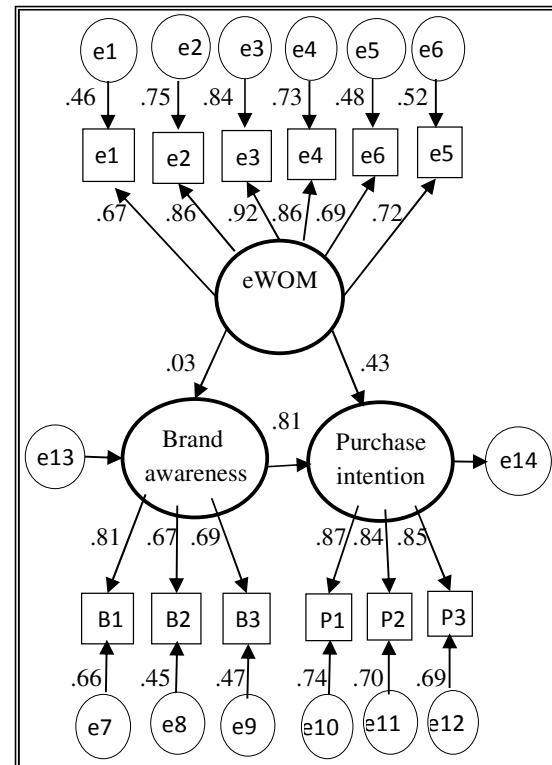 e1 e2 e3 e4 e5 e6
.46 .75 .84 .73 .48 .52
e1 e2 e3 e4 e6 e5
.67 .86 .92 .86 .69 .72
eWOM
.03 .43
.81
Brand
awareness
Purchase
intention
e13 e14
.81 .67 .69 .87 .84 .85
B1 B2 B3 P1 P2 P3
.66 .45 .47 .74 .70 .69
e7 e8 e9 e10 e11 e12